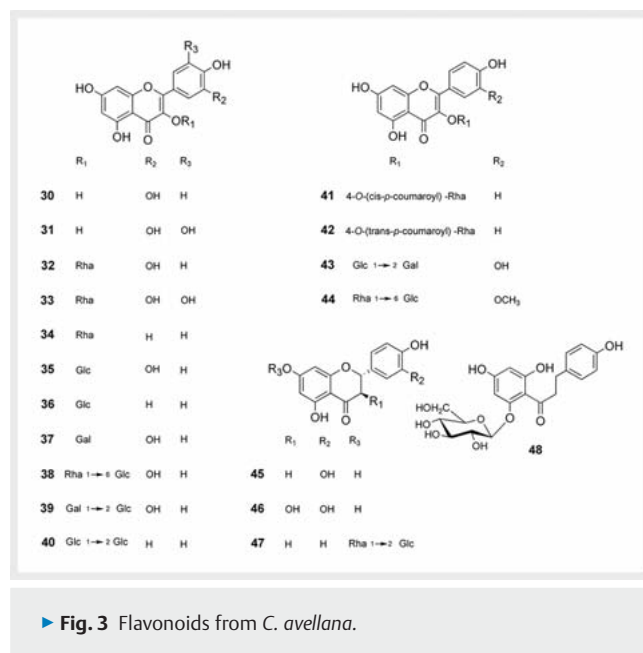 R3
OH
HO
O
R2
OR1
OH
O
R1 R2 R3
30 H OH H
31 H OH OH
32 Rha OH H
33 Rha OH OH
34 Rha H H
35 Glc OH H
36 Glc H H
37 Gal OH H
38 Rha 1→6 Glc OH H
39 Gal 1→2 Glc OH H
40 Glc 1→2 Glc H H
OH
HO
O
R2
OR1
OH
O
R1 R2
41 4-O-(cis-p-coumaroyl) -Rha H
42 4-O-(trans-p-coumaroyl) -Rha H
43 Glc 1→2 Gal OH
44 Rha 1→6 Glc OCH3
OH
R3O
O
R2
R1
OH
O
R1 R2 R3
45 H OH H
46 OH OH H
47 H H Rha 1→2 Glc
OH
HO
OH
HOH2C
O
HO
HO
OH
O
O
48
► Fig. 3 Flavonoids from C. avellana.